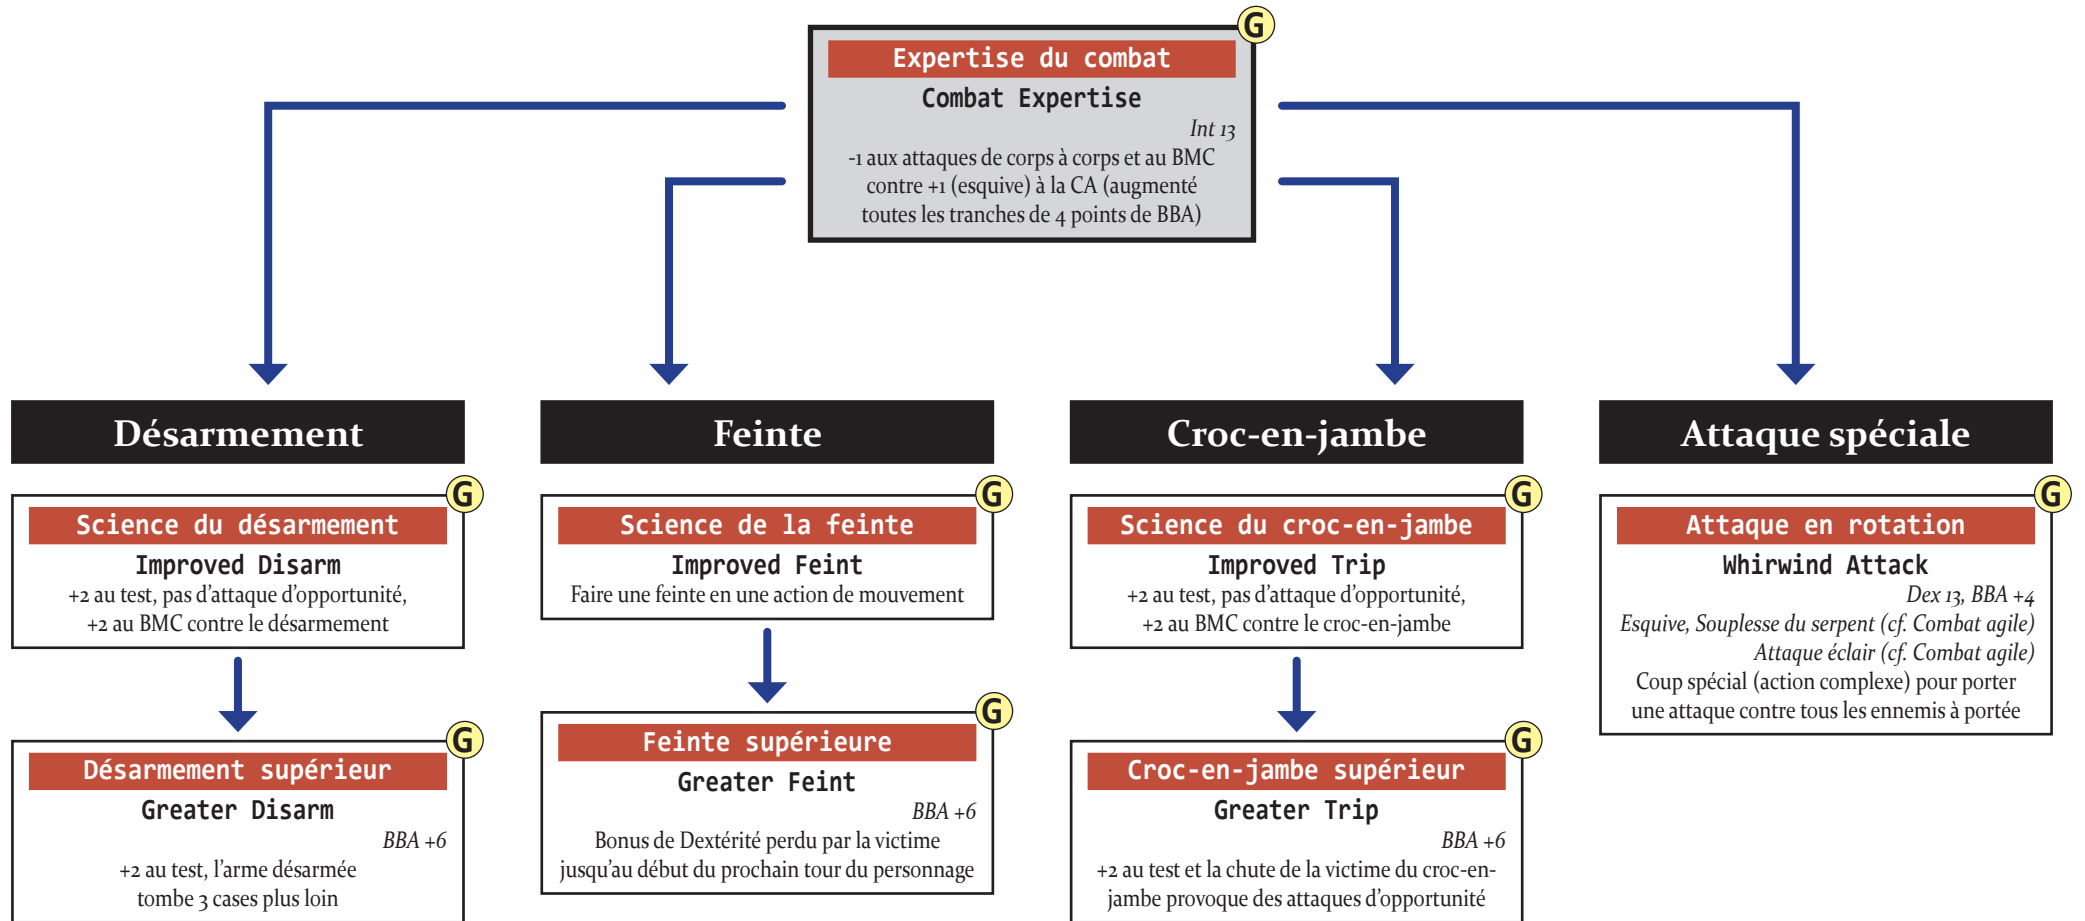 G
Expertise du combat
Combat Expertise
Int 13
-1 aux attaques de corps à corps et au BMC
contre +1 (esquive) à la CA (augmenté
toutes les tranches de 4 points de BBA)
Désarmement
G
Science du désarmement
Improved Disarm
+2 au test, pas d'attaque d'opportunité,
+2 au BMC contre le désarmement
G
Désarmement supérieur
Greater Disarm
BBA +6
+2 au test, l'arme désarmée
tombe 3 cases plus loin
Feinte
G
Science de la feinte
Improved Feint
Faire une feinte en une action de mouvement
G
Feinte supérieure
Greater Feint
BBA +6
Bonus de Dextérité perdu par la victime
jusqu'au début du prochain tour du personnage
Croc-en-jambe
G
Science du croc-en-jambe
Improved Trip
+2 au test, pas d'attaque d'opportunité,
+2 au BMC contre le croc-en-jambe
G
Croc-en-jambe supérieur
Greater Trip
BBA +6
+2 au test et la chute de la victime du croc-en-
jambe provoque des attaques d'opportunité
Attaque spéciale
G
Attaque en rotation
Whirwind Attack
Dex 13, BBA +4
Esquive, Souplesse du serpent (cf. Combat agile)
Attaque éclair (cf. Combat agile)
Coup spécial (action complexe) pour porter
une attaque contre tous les ennemis à portée